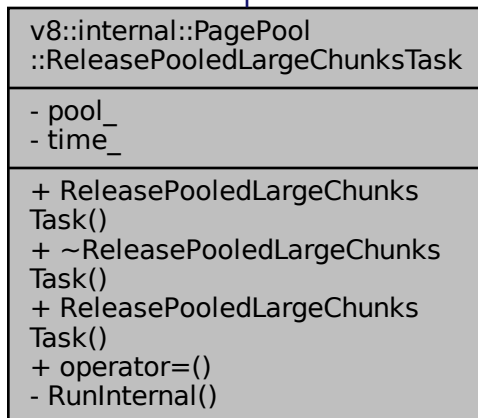 v8::internal::PagePool
::ReleasePooledLargeChunksTask
- pool_
- time_
+ ReleasePooledLargeChunks
Task()
+ ~ReleasePooledLargeChunks
Task()
+ ReleasePooledLargeChunks
Task()
+ operator=()
- RunInternal()